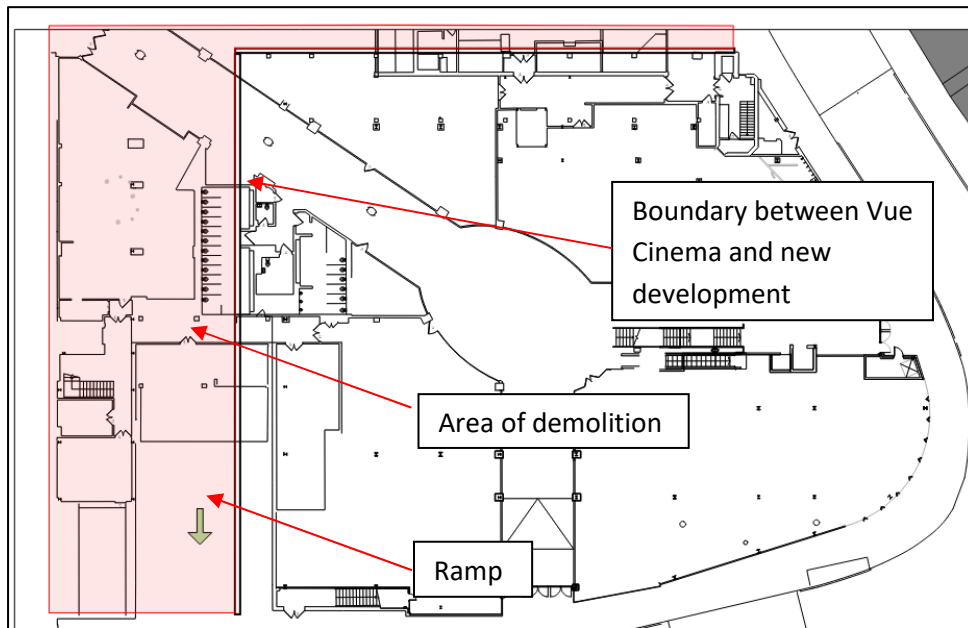 Boundary between Vue
Cinema and new
development
Area of demolition
Ramp